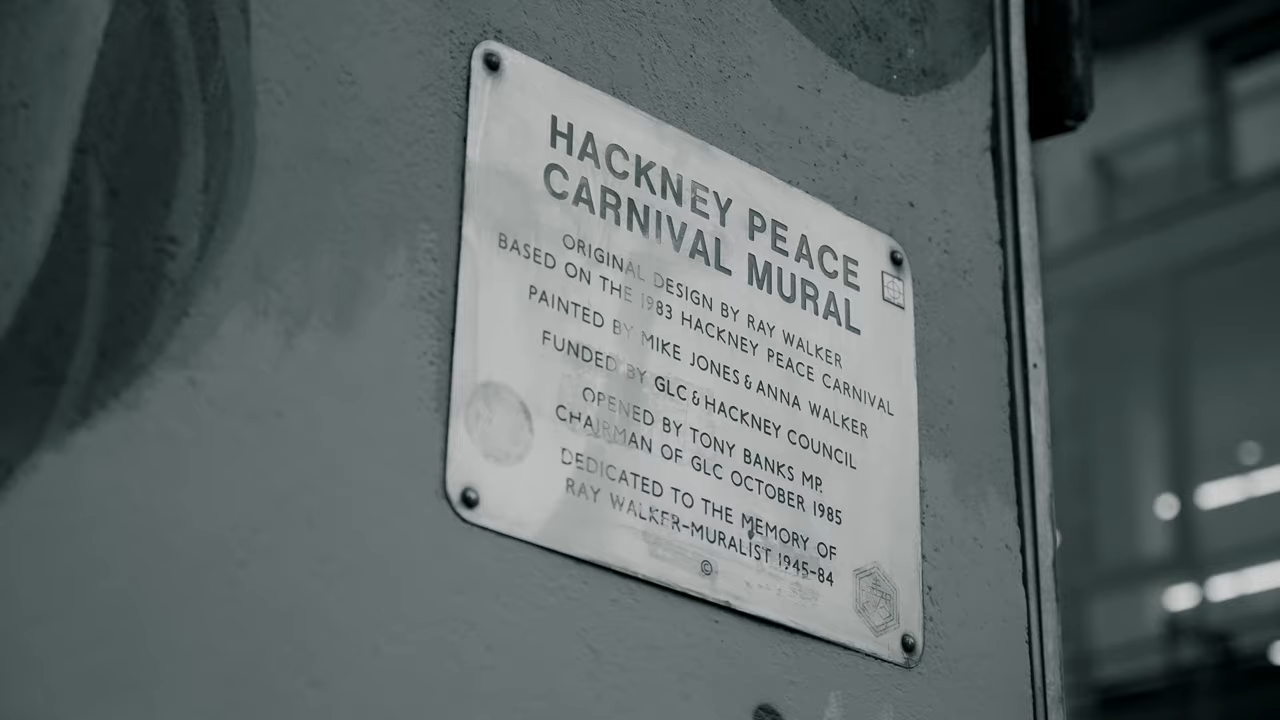 HACKNEY PEACE
CARNIVAL MURAL
ORIGINAL DESIGN BY RAY WALKER
BASED ON THE 1983 HACKNEY PEACE CARNIVAL
PAINTED BY MIKE JONES & ANNA WALKER
FUNDED BY GLC & HACKNEY COUNCIL
OPENED BY TONY BANKS MP.
CHAIRMAN OF GLC OCTOBER 1985
DEDICATED TO THE MEMORY OF
RAY WALKER-MURALIST 1945-84
©